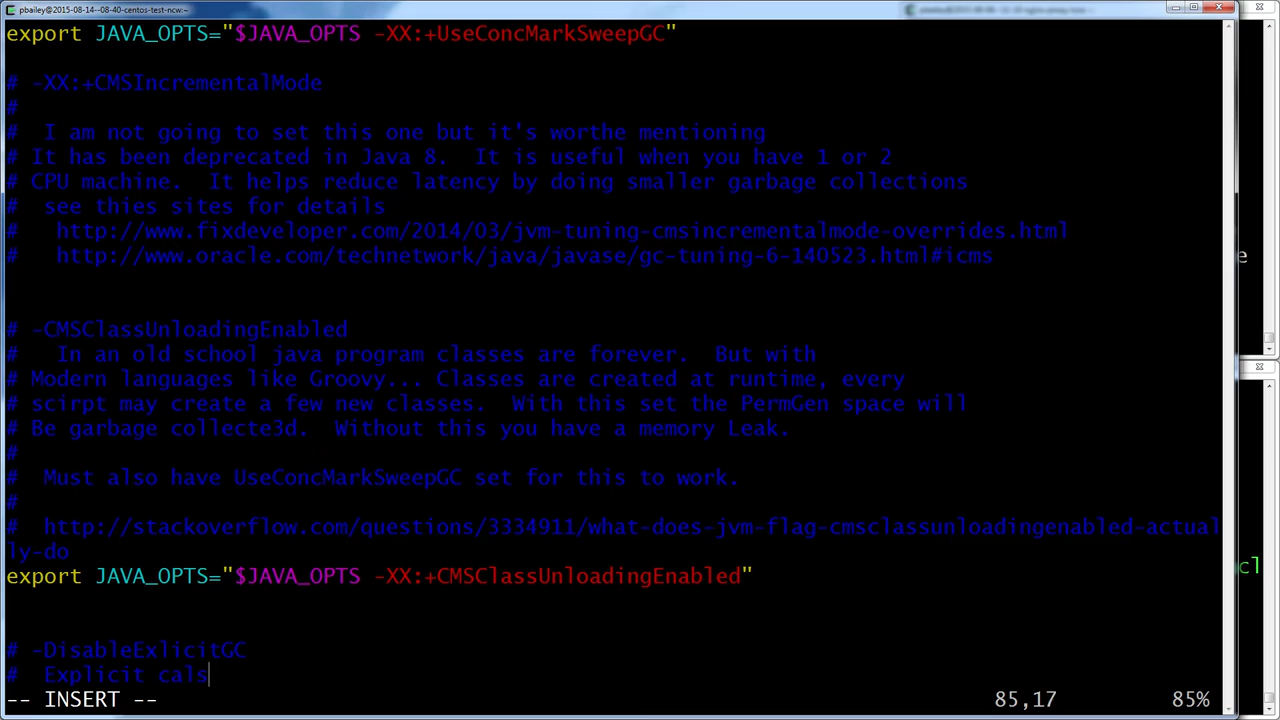 pbailey@2015-08-14--08-40-centos-test-ncw:~
export JAVA_OPTS="$JAVA_OPTS -XX:+UseConcMarkSweepGC"
# -XX:+CMSIncrementalMode
#
#  I am not going to set this one but it's worthe mentioning
# It has been deprecated in Java 8.  It is useful when you have 1 or 2
# CPU machine.  It helps reduce latency by doing smaller garbage collections
#  see thies sites for details
#   http://www.fixdeveloper.com/2014/03/jvm-tuning-cmsincrementalmode-overrides.html
#   http://www.oracle.com/technetwork/java/javase/gc-tuning-6-140523.html#icms
e
# -CMSClassUnloadingEnabled
#   In an old school java program classes are forever.  But with
# Modern languages like Groovy... Classes are created at runtime, every
# scirpt may create a few new classes.  With this set the PermGen space will
# Be garbage collecte3d.  Without this you have a memory Leak.
#
#  Must also have UseConcMarkSweepGC set for this to work.
#
#  http://stackoverflow.com/questions/3334911/what-does-jvm-flag-cmsclassunloadingenabled-actual
ly-do
cl
export JAVA_OPTS="$JAVA_OPTS -XX:+CMSClassUnloadingEnabled"
# -DisableExlicitGC
#  Explicit cals
-- INSERT --
85,17
85%